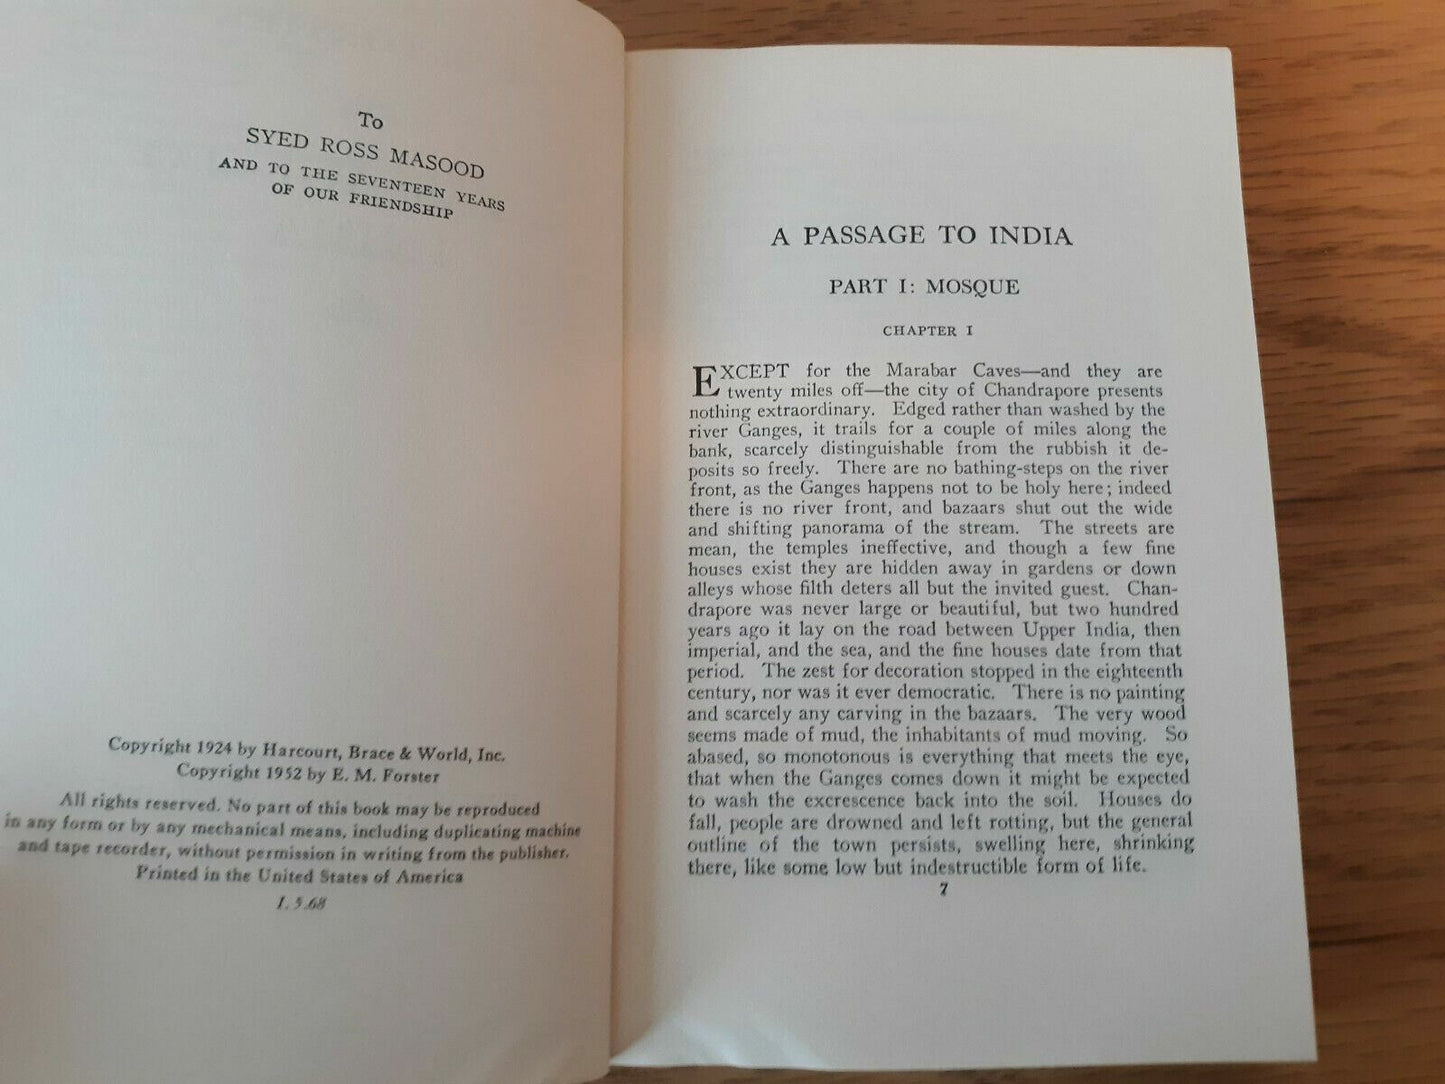 To
SYED ROSS MASOOD
AND TO THE SEVENTEEN YEARS
OF OUR FRIENDSHIP
Copyright 1924 by Harcourt, Brace & World, Inc.
Copyright 1952 by E. M. Forster
All rights reserved. No part of this book may be reproduced
in any form or by any mechanical means, including duplicating machine
and tape recorder, without permission in writing from the publisher.
Printed in the United States of America
I. 5.68
A PASSAGE TO INDIA
PART I: MOSQUE
CHAPTER I
EXCEPT for the Marabar Caves—and they are
twenty miles off—the city of Chandrapore presents
nothing extraordinary. Edged rather than washed by the
river Ganges, it trails for a couple of miles along the
bank, scarcely distinguishable from the rubbish it de-
posits so freely. There are no bathing-steps on the river
front, as the Ganges happens not to be holy here; indeed
there is no river front, and bazaars shut out the wide
and shifting panorama of the stream. The streets are
mean, the temples ineffective, and though a few fine
houses exist they are hidden away in gardens or down
alleys whose filth deters all but the invited guest. Chan-
drapore was never large or beautiful, but two hundred
years ago it lay on the road between Upper India, then
imperial, and the sea, and the fine houses date from that
period. The zest for decoration stopped in the eighteenth
century, nor was it ever democratic. There is no painting
and scarcely any carving in the bazaars. The very wood
seems made of mud, the inhabitants of mud moving. So
abased, so monotonous is everything that meets the eye,
that when the Ganges comes down it might be expected
to wash the excrescence back into the soil. Houses do
fall, people are drowned and left rotting, but the general
outline of the town persists, swelling here, shrinking
there, like some low but indestructible form of life.
7